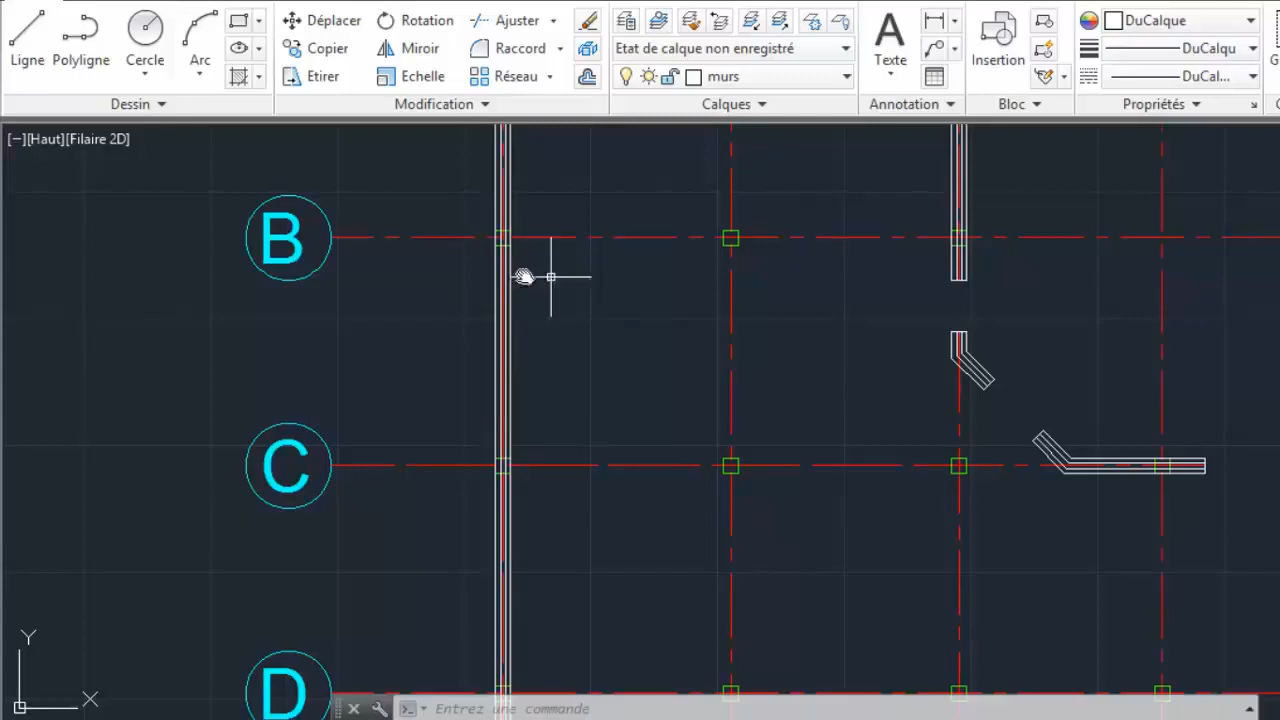 Déplacer Rotation Ajuster
Etat de calque non enregistré DuCalque
Ligne Polyligne Cercle Arc Copier Miroir Raccord Texte Insertion DuCalqu
Etirer Echelle Réseau murs DuCal...
Dessin Modification Calques Annotation Bloc Propriétés
[−][Haut][Filaire 2D]
B
C
D
Y
X
Entrez une commande